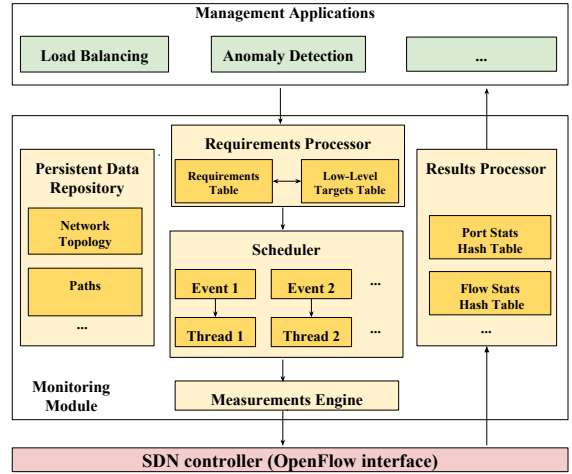 Management Applications
Load Balancing
Anomaly Detection
...
Requirements Processor
Requirements
Table
Low-Level
Targets Table
Persistent Data
Repository
Network
Topology
Paths
...
Scheduler
Event 1
Event 2
...
Thread 1
Thread 2
...
Results Processor
Port Stats
Hash Table
Flow Stats
Hash Table
...
Monitoring
Module
Measurements Engine
SDN controller (OpenFlow interface)